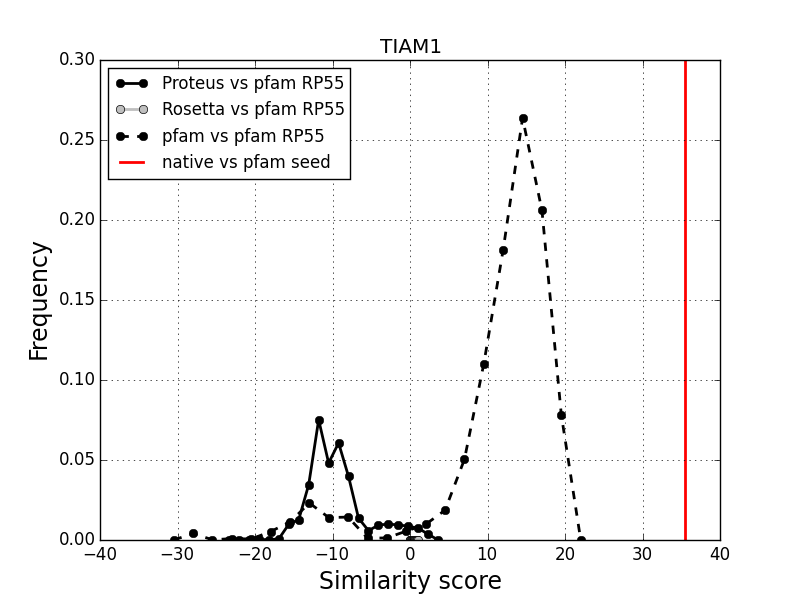 TIAM1
Proteus vs pfam RP55
Rosetta vs pfam RP55
pfam vs pfam RP55
native vs pfam seed
0.30
0.25
0.20
0.15
0.10
0.05
0.00
Frequency
−40 −30 −20 −10 0 10 20 30 40
Similarity score